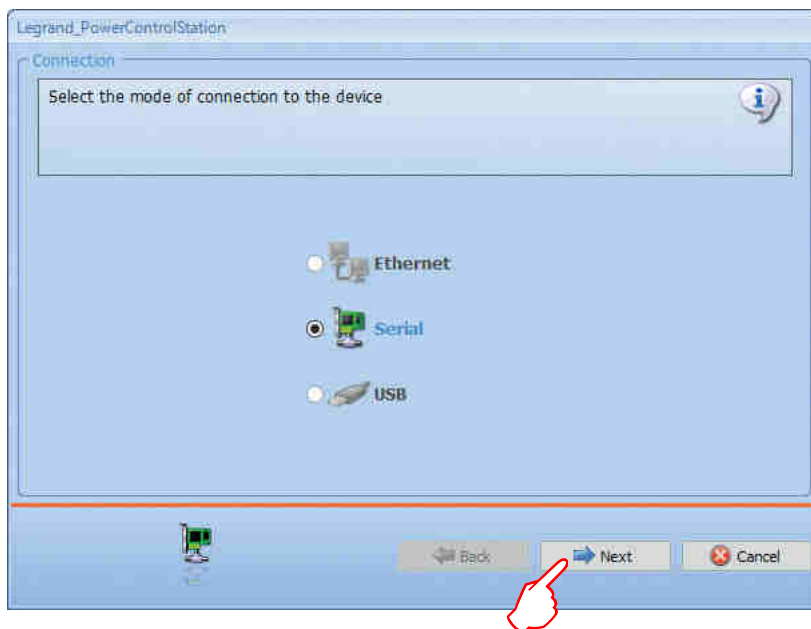 Legrand_PowerControlStation
Connection
Select the mode of connection to the device
Ethernet
Serial
USB
Back
Next
Cancel